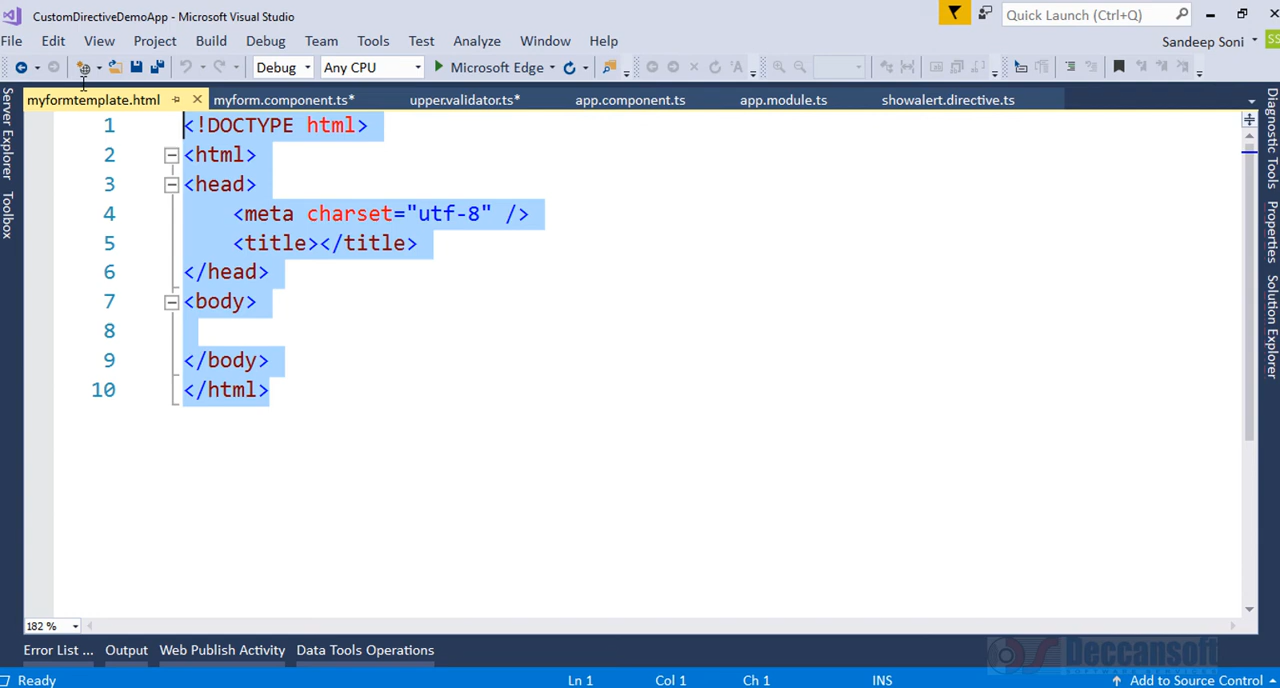 CustomDirectiveDemoApp - Microsoft Visual Studio
Quick Launch (Ctrl+Q)
File Edit View Project Build Debug Team Tools Test Analyze Window Help
Sandeep Soni
SS
Debug Any CPU Microsoft Edge
myformtemplate.html myform.component.ts* upper.validator.ts* app.component.ts app.module.ts showalert.directive.ts
Server Explorer
Toolbox
1 <!DOCTYPE html>
2 <html>
3 <head>
4 <meta charset="utf-8" />
5 <title></title>
6 </head>
7 <body>
8
9 </body>
10 </html>
Diagnostic Tools
Properties
Solution Explorer
182 %
Error List ... Output Web Publish Activity Data Tools Operations
Deccansoft
Ready Ln 1 Col 1 Ch 1 INS Add to Source Control